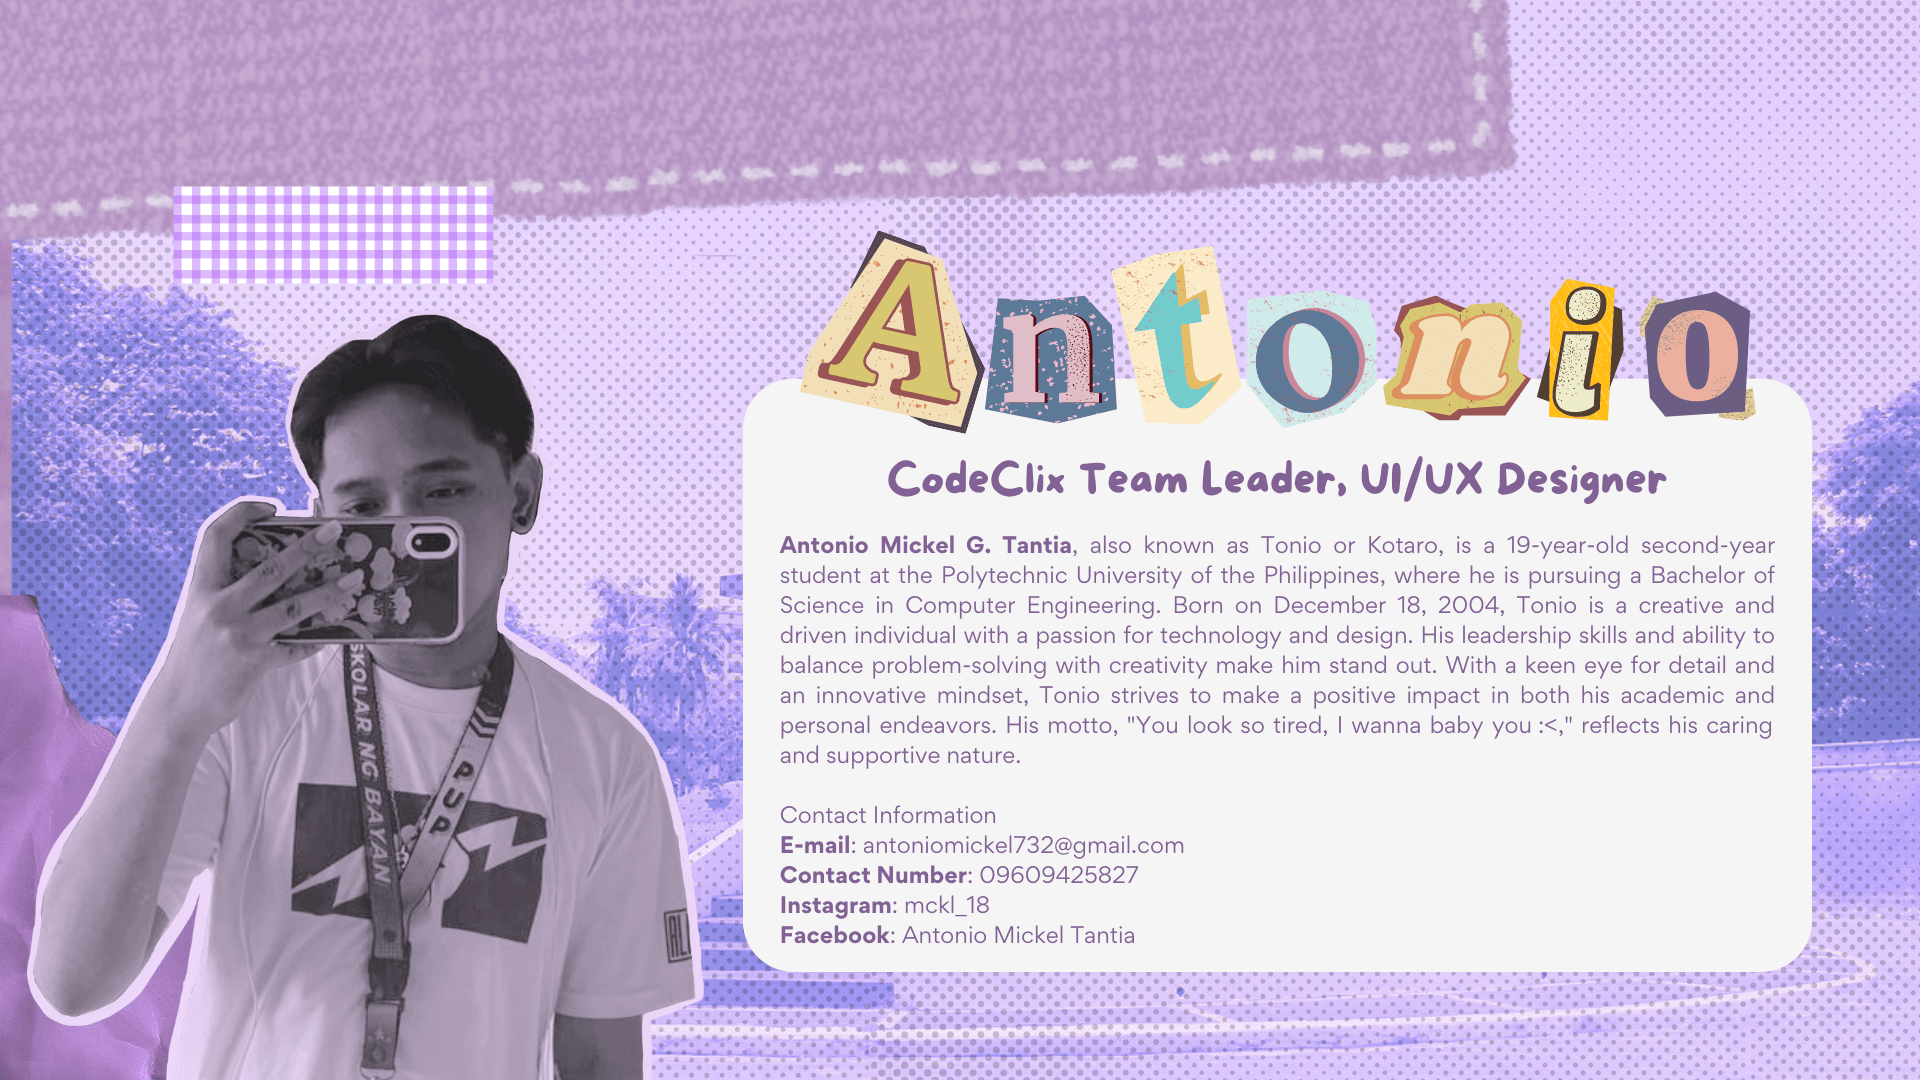 Antonio
CodeClix Team Leader, UI/UX Designer
Antonio Mickel G. Tantia, also known as Tonio or Kotaro, is a 19-year-old second-year
student at the Polytechnic University of the Philippines, where he is pursuing a Bachelor of
Science in Computer Engineering. Born on December 18, 2004, Tonio is a creative and
driven individual with a passion for technology and design. His leadership skills and ability to
balance problem-solving with creativity make him stand out. With a keen eye for detail and
an innovative mindset, Tonio strives to make a positive impact in both his academic and
personal endeavors. His motto, "You look so tired, I wanna baby you :<," reflects his caring
and supportive nature.
Contact Information
E-mail: antoniomickel732@gmail.com
Contact Number: 09609425827
Instagram: mckl_18
Facebook: Antonio Mickel Tantia
SKOLAR NG BAYAN
PUP